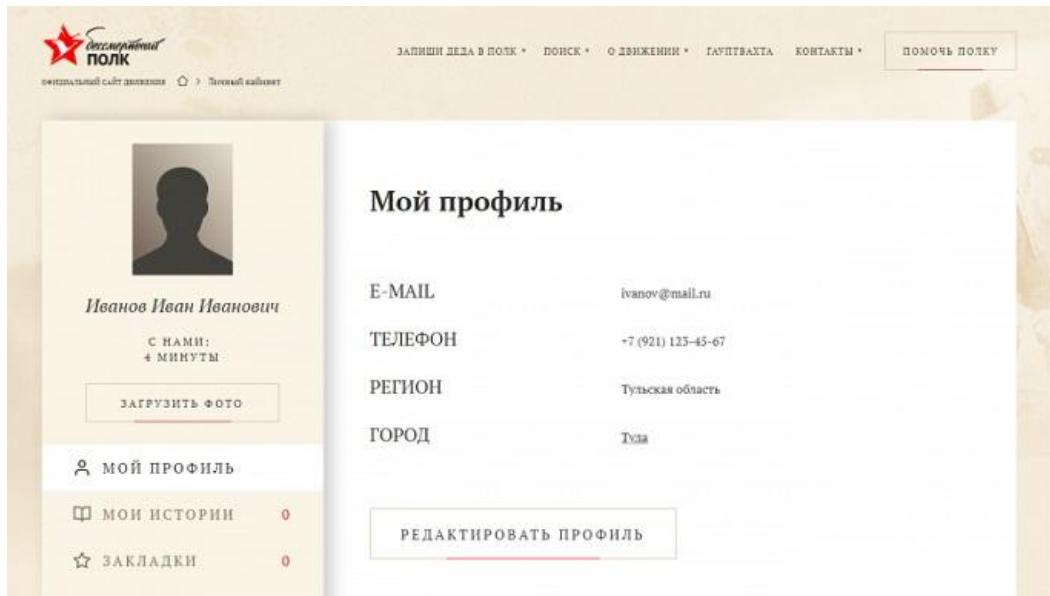 бессмертный
ПОЛК
ОФИЦИАЛЬНЫЙ САЙТ ДВИЖЕНИЯ > Личный кабинет
ЗАПИШИ ДЕДА В ПОЛК ПОИСК О ДВИЖЕНИИ ГАУПТВАХТА КОНТАКТЫ ПОМОЧЬ ПОЛКУ
Иванов Иван Иванович
С НАМИ:
4 МИНУТЫ
ЗАГРУЗИТЬ ФОТО
МОЙ ПРОФИЛЬ
МОИ ИСТОРИИ 0
ЗАКЛАДКИ 0
Мой профиль
E-MAIL ivanov@mail.ru
ТЕЛЕФОН +7 (921) 123-45-67
РЕГИОН Тульская область
ГОРОД Тула
РЕДАКТИРОВАТЬ ПРОФИЛЬ